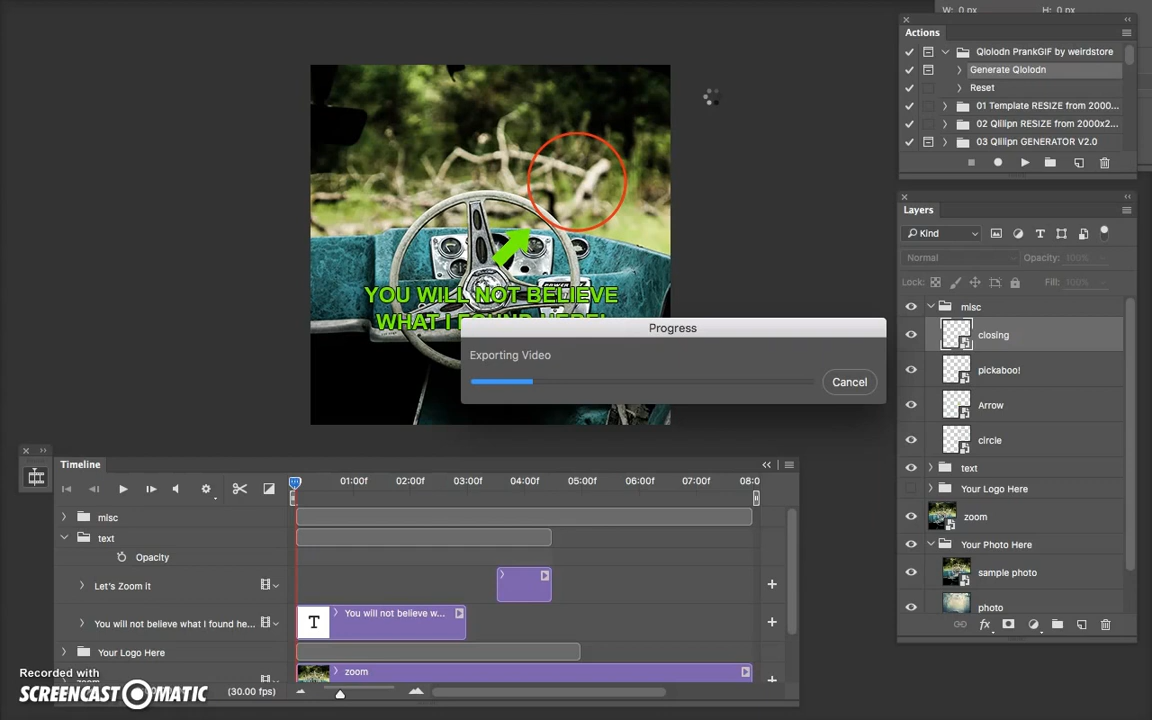 W: 0 px H: 0 px
Actions
Qlolodn PrankGIF by weirdstore
Generate Qlolodn
Reset
01 Template RESIZE from 2000...
02 Qlilipn RESIZE from 2000x2...
03 Qlilipn GENERATOR V2.0
YOU WILL NOT BELIEVE
WHAT I FOUND HERE!
Progress
Exporting Video
Cancel
Layers
Kind
Normal
Opacity: 100%
Lock:
Fill: 100%
misc
closing
pickaboo!
Arrow
circle
text
Your Logo Here
zoom
Your Photo Here
sample photo
photo
fx
Timeline
01:00f 02:00f 03:00f 04:00f 05:00f 06:00f 07:00f 08:0
misc
text
Opacity
Let's Zoom It
T You will not believe w...
You will not believe what I found he...
Your Logo Here
zoom
(30.00 fps)
Recorded with
SCREENCAST-O-MATIC